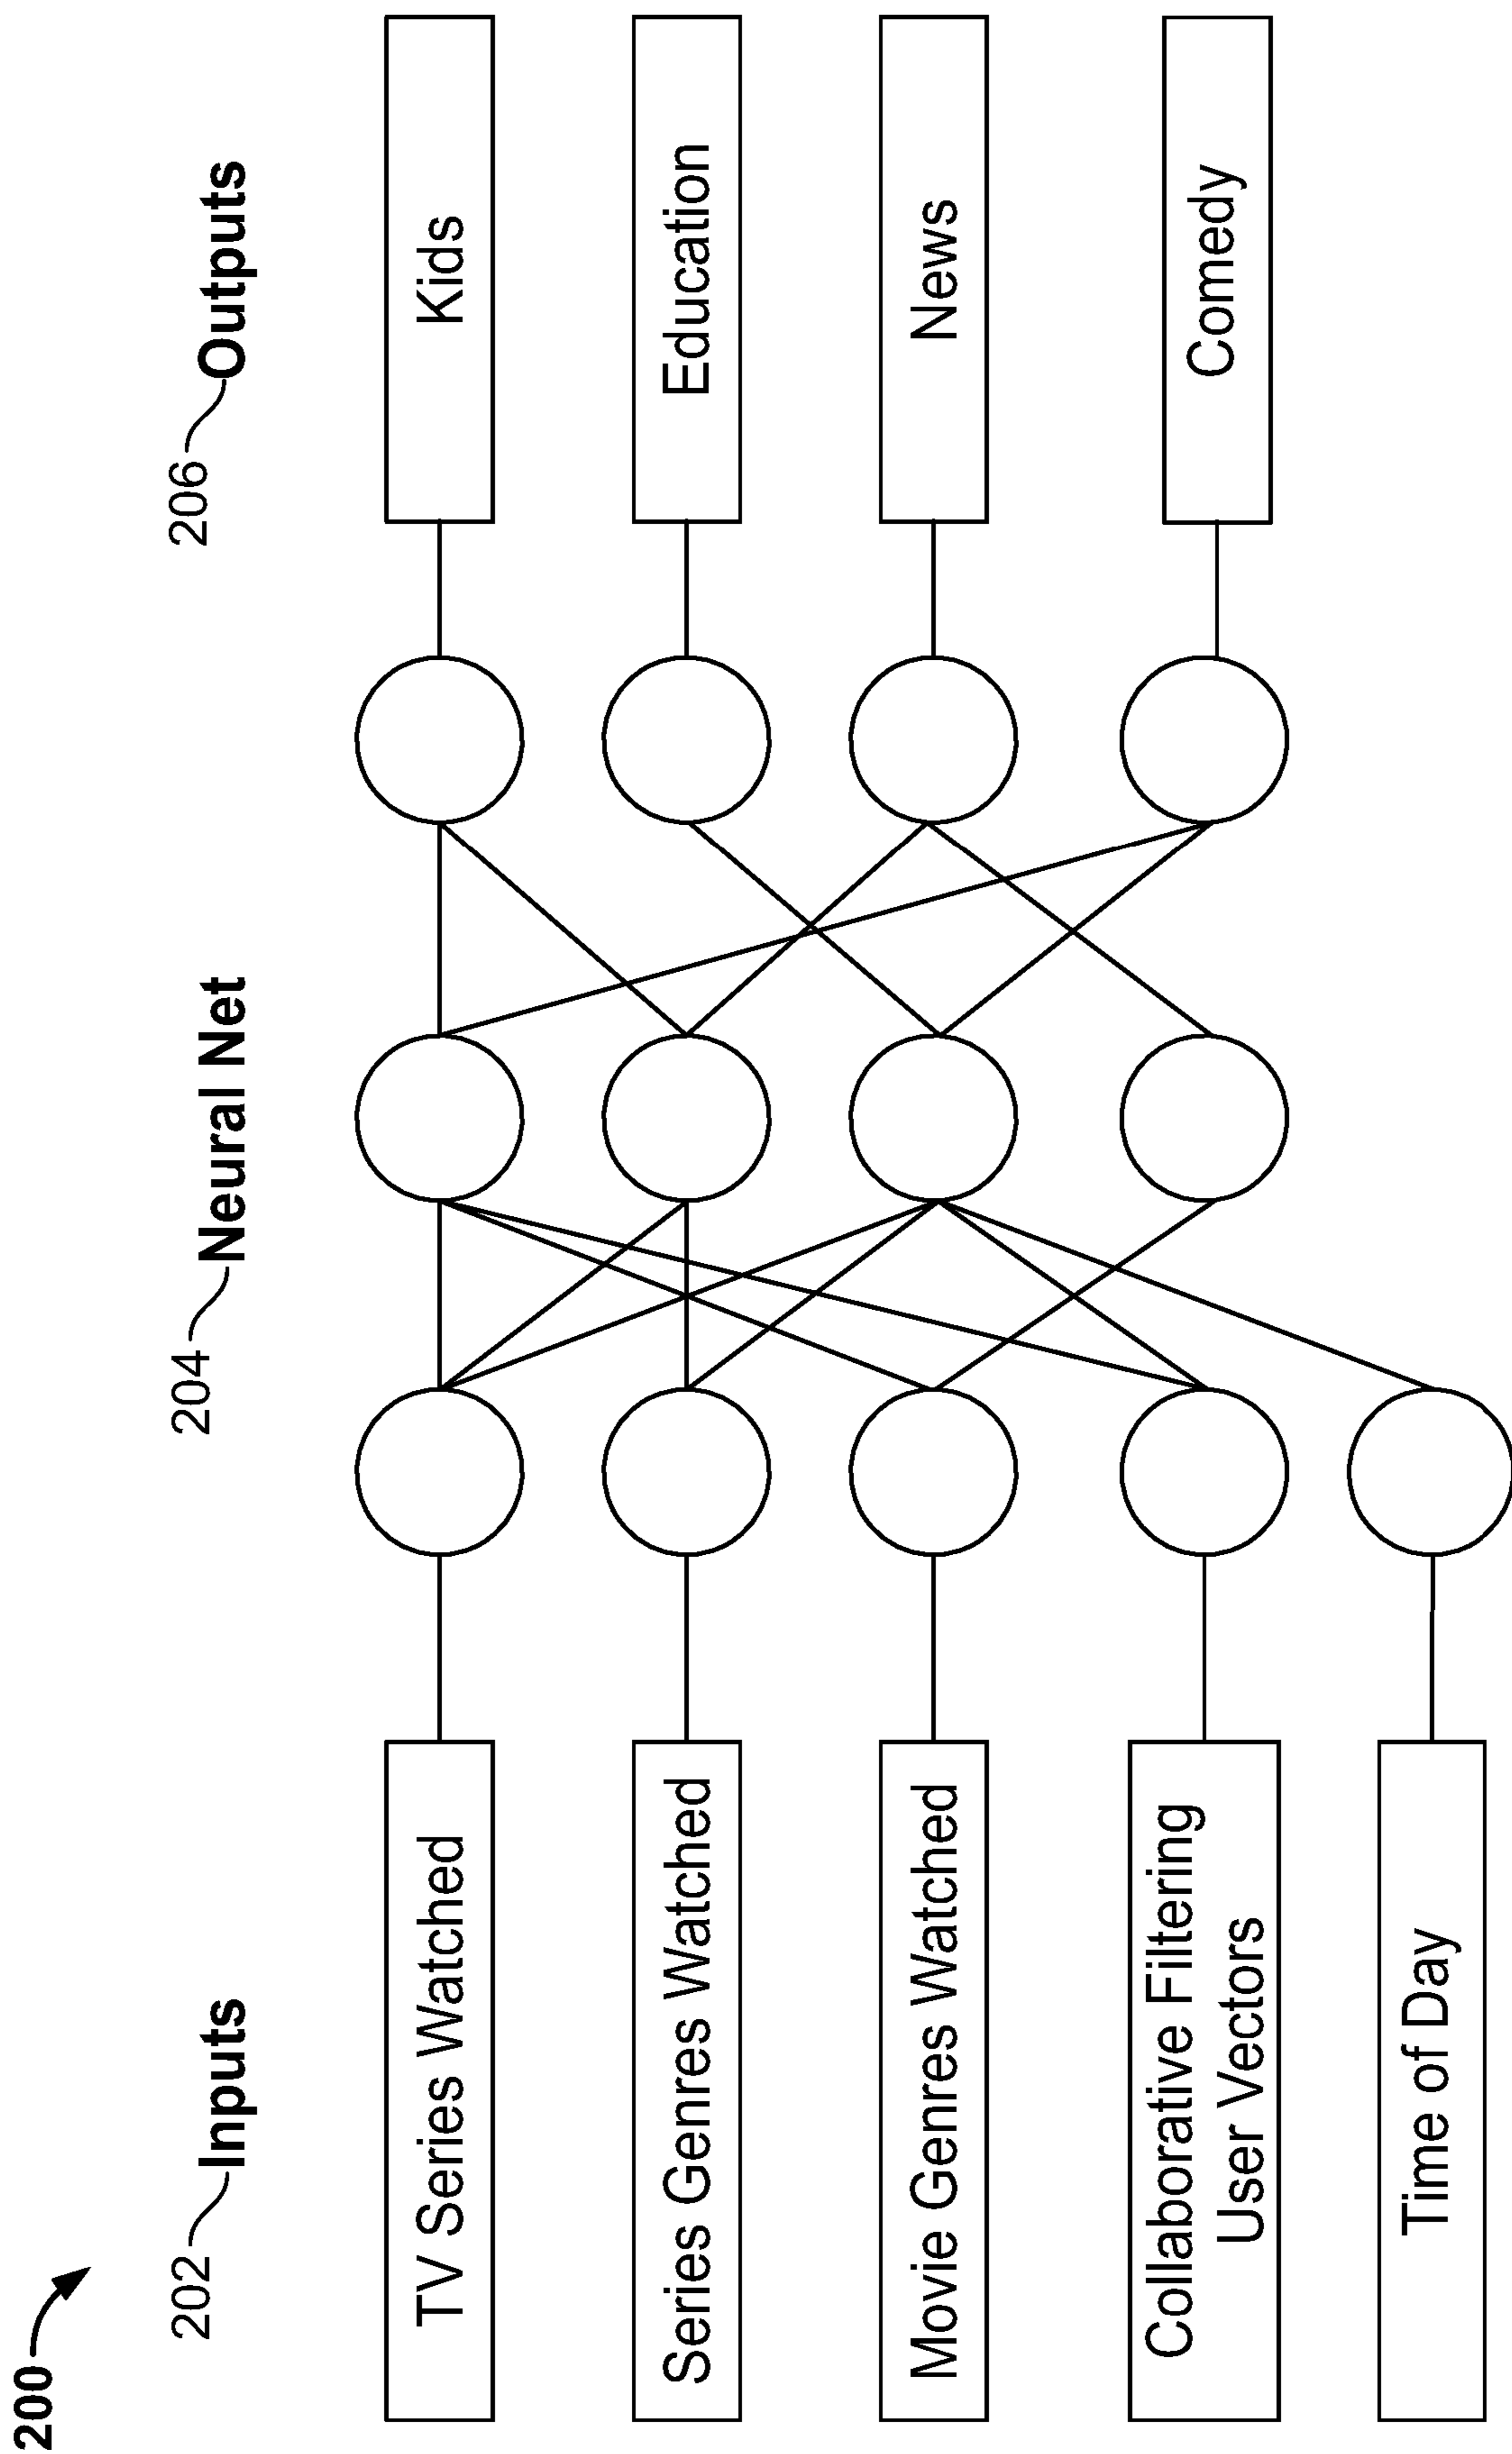 200
202 Inputs
204 Neural Net
206 Outputs
TV Series Watched
Kids
Series Genres Watched
Education
Movie Genres Watched
News
Collaborative Filtering
User Vectors
Comedy
Time of Day